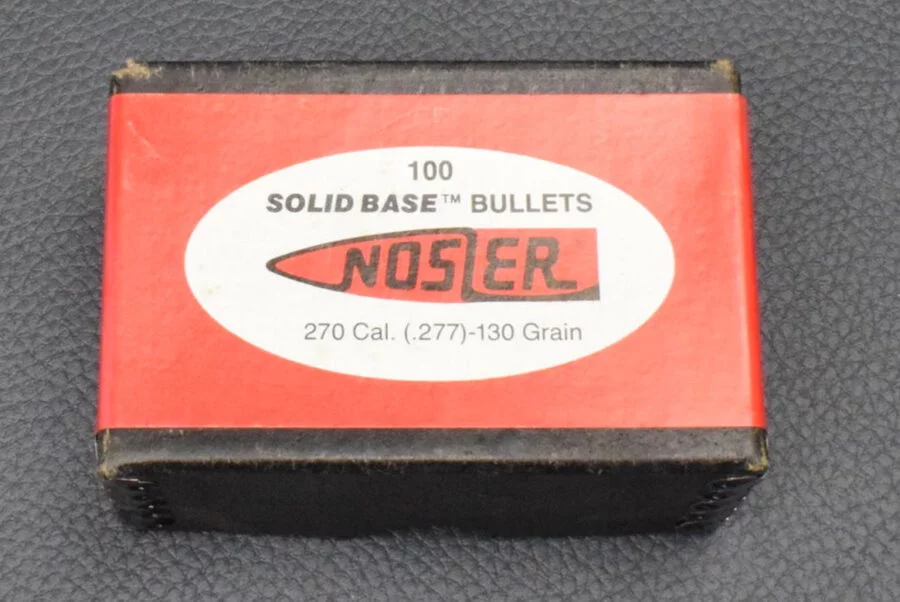 100
SOLID BASE™ BULLETS
NOSLER
270 Cal. (.277)-130 Grain